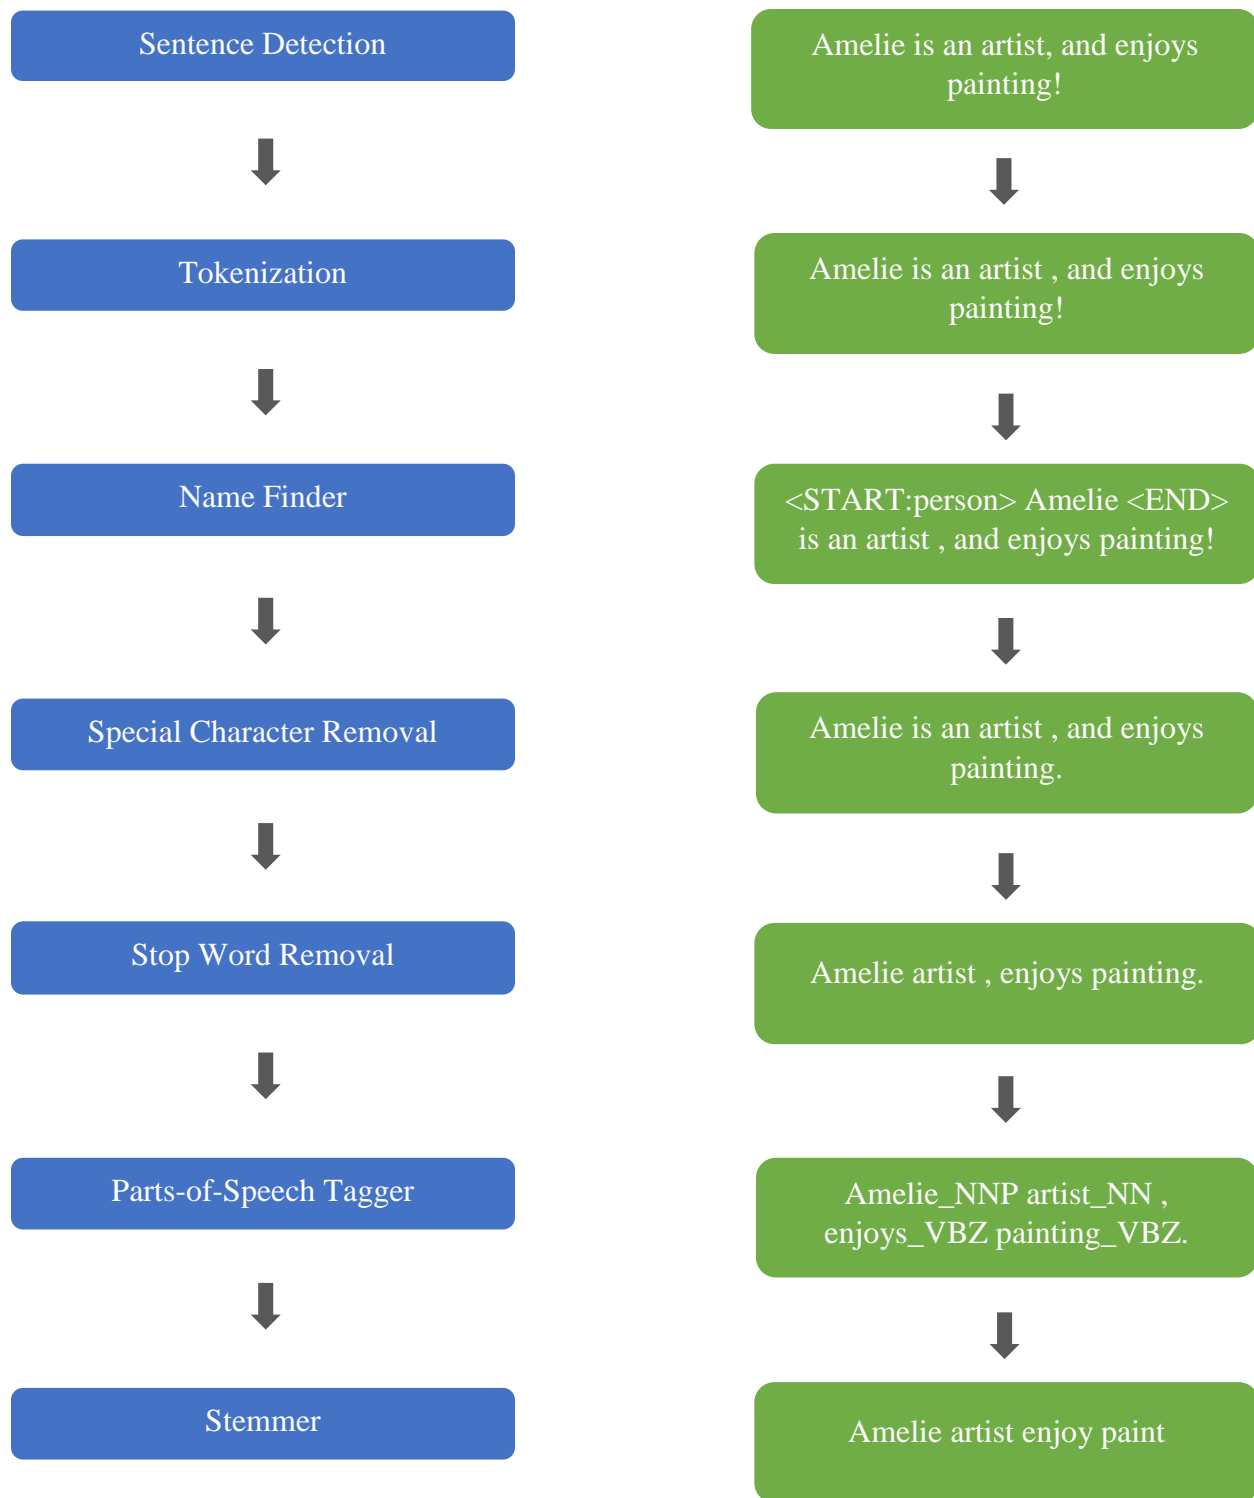 Sentence Detection
Amelie is an artist, and enjoys
painting!
Tokenization
Amelie is an artist , and enjoys
painting!
Name Finder
<START:person> Amelie <END>
is an artist , and enjoys painting!
Special Character Removal
Amelie is an artist , and enjoys
painting.
Stop Word Removal
Amelie artist , enjoys painting.
Parts-of-Speech Tagger
Amelie_NNP artist_NN ,
enjoys_VBZ painting_VBZ.
Stemmer
Amelie artist enjoy paint